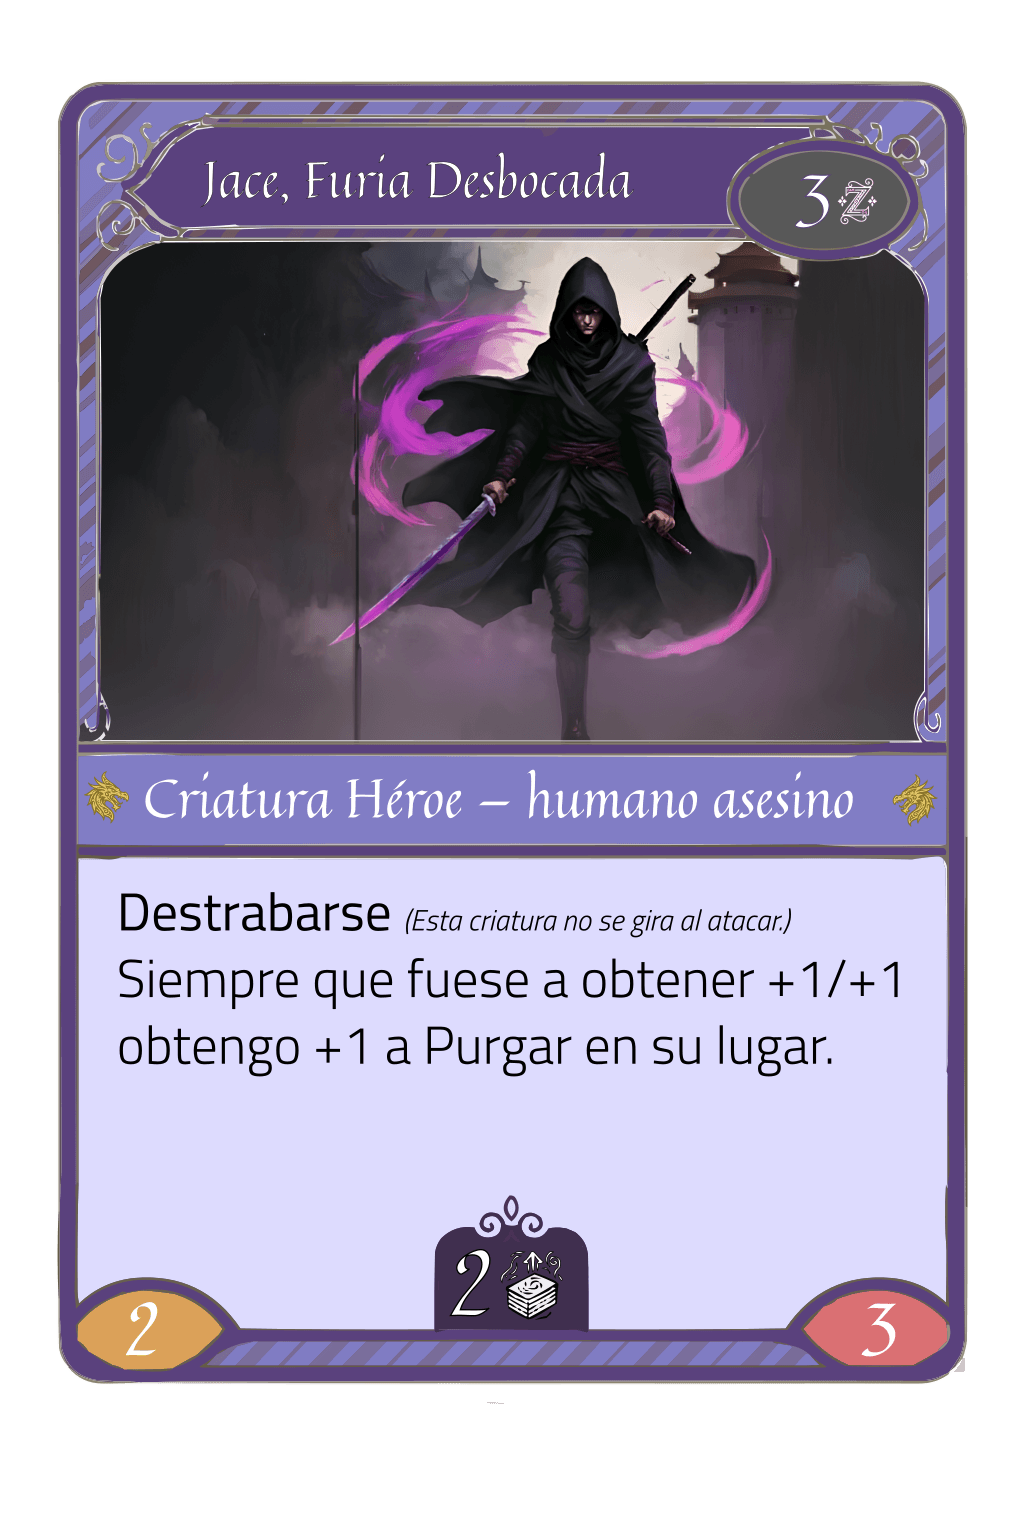 Jace, Furia Desbocada
3 Z
Criatura Héroe – humano asesino
Destrabarse (Esta criatura no se gira al atacar.)
Siempre que fuese a obtener +1/+1
obtengo +1 a Purgar en su lugar.
2
2
3